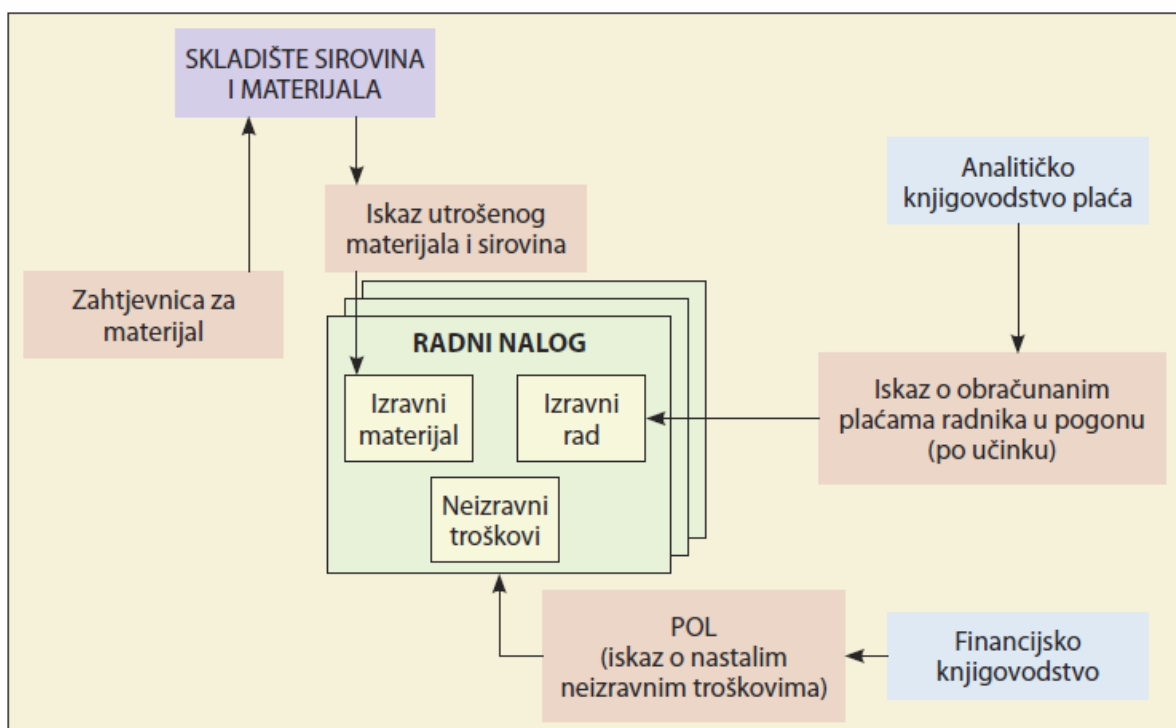 SKLADIŠTE SIROVINA
I MATERIJALA
Iskaz utrošenog
materijala i sirovina
Zahtjevnica za
materijal
Analitičko
knjigovodstvo plaća
RADNI NALOG
Izravni
materijal
Izravni
rad
Neizravni
troškovi
Iskaz o obračunanim
plaćama radnika u pogonu
(po učinku)
POL
(iskaz o nastalim
neizravnim troškovima)
Financijsko
knjigovodstvo